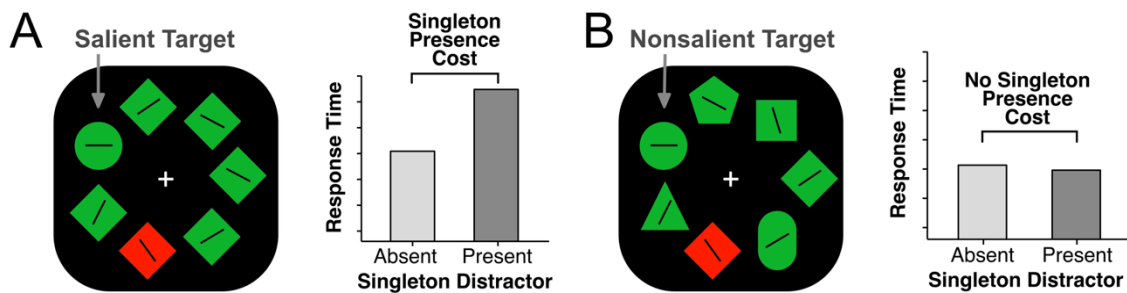 A
Salient Target
Singleton
Presence
Cost
Response Time
Absent Present
Singleton Distractor
B
Nonsalient Target
No Singleton
Presence
Cost
Response Time
Absent Present
Singleton Distractor